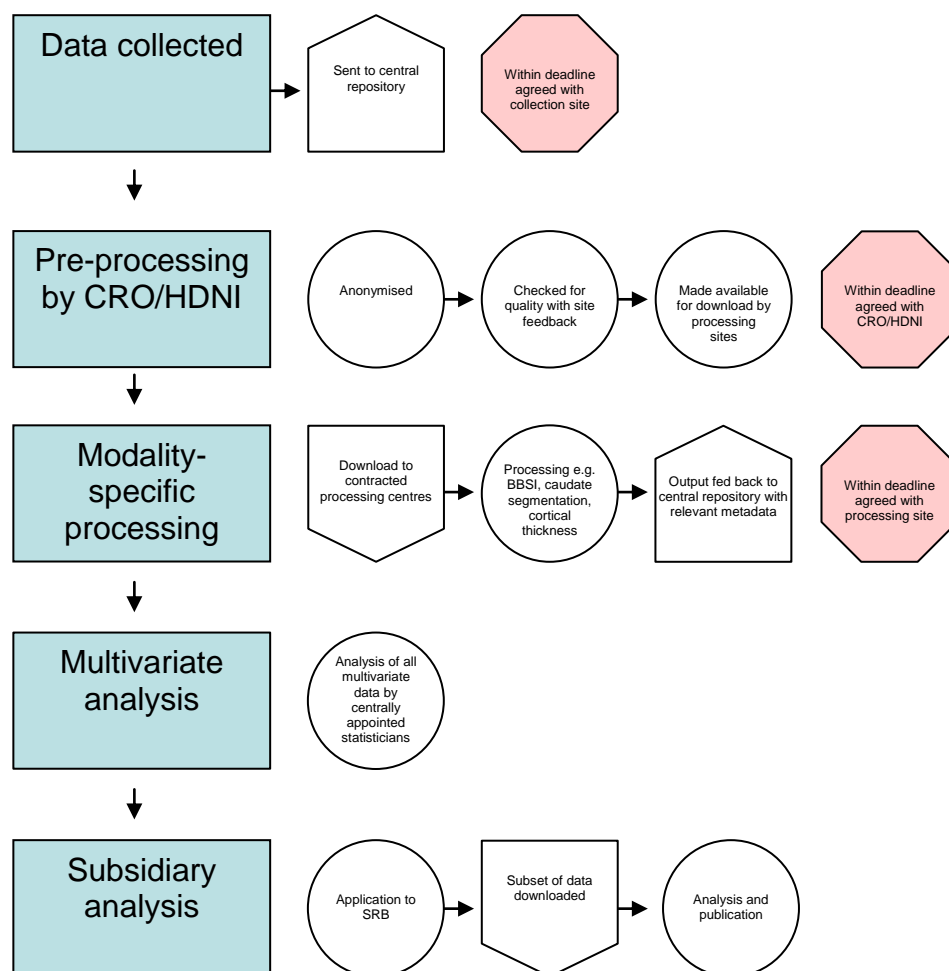 Data collected
Sent to central
repository
Within deadline
agreed with
collection site
Pre-processing
by CRO/HDNI
Anonymised
Checked for
quality with site
feedback
Made available
for download by
processing
sites
Within deadline
agreed with
CRO/HDNI
Modality-
specific
processing
Download to
contracted
processing centres
Processing e.g.
BBSI, caudate
segmentation,
cortical
thickness
Output fed back to
central repository with
relevant metadata
Within deadline
agreed with
processing site
Multivariate
analysis
Analysis of all
multivariate
data by
centrally
appointed
statisticians
Subsidiary
analysis
Application to
SRB
Subset of data
downloaded
Analysis and
publication